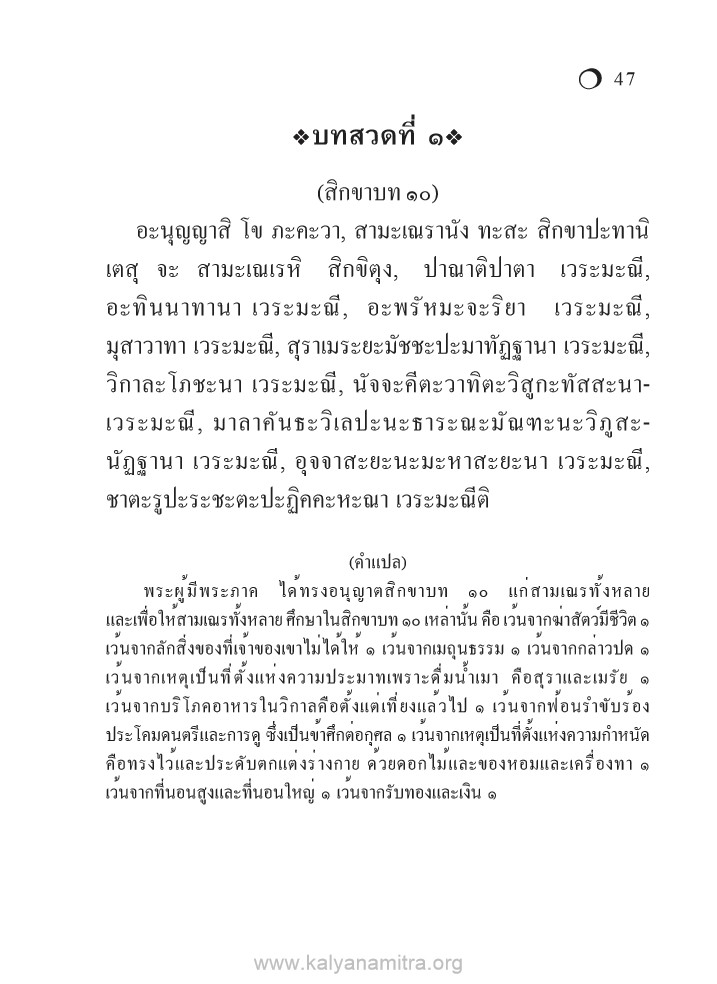 47
❖บทสวดที่ ๑❖
(สิกขาบท ๑๐)
อะนุญญาสิ โข ภะคะวา, สามะเณรานัง ทะสะ สิกขาปะทานิ
เตสุ จะ สามะเณเรหิ สิกขิตุง, ปาณาติปาตา เวระมะณี,
อะทินนาทานา เวระมะณี, อะพรัหมะจะริยา เวระมะณี,
มุสาวาทา เวระมะณี, สุราเมระยะมัชชะปะมาทัฏฐานา เวระมะณี,
วิกาละโภชะนา เวระมะณี, นัจจะคีตะวาทิตะวิสูกะทัสสะนา-
เวระมะณี, มาลาคันธะวิเลปะนะธาระณะมัณฑะนะวิภูสะ-
นัฏฐานา เวระมะณี, อุจจาสะยะนะมะหาสะยะนา เวระมะณี,
ชาตะรูปะระชะตะปะฏิคคะหะณา เวระมะณีติ
(คำแปล)
พระผู้มีพระภาค ได้ทรงอนุญาตสิกขาบท ๑๐ แก่สามเณรทั้งหลาย
และเพื่อให้สามเณรทั้งหลาย ศึกษาในสิกขาบท ๑๐ เหล่านั้น คือ เว้นจากฆ่าสัตว์มีชีวิต ๑
เว้นจากลักสิ่งของที่เจ้าของเขาไม่ได้ให้ ๑ เว้นจากเมถุนธรรม ๑ เว้นจากกล่าวปด ๑
เว้นจากเหตุเป็นที่ตั้งแห่งความประมาทเพราะดื่มน้ำเมา คือสุราและเมรัย ๑
เว้นจากบริโภคอาหารในวิกาลคือตั้งแต่เที่ยงแล้วไป ๑ เว้นจากฟ้อนรำขับร้อง
ประโคมดนตรีและการดู ซึ่งเป็นข้าศึกต่อกุศล ๑ เว้นจากเหตุเป็นที่ตั้งแห่งความกำหนัด
คือทรงไว้และประดับตกแต่งร่างกาย ด้วยดอกไม้และของหอมและเครื่องทา ๑
เว้นจากที่นอนสูงและที่นอนใหญ่ ๑ เว้นจากรับทองและเงิน ๑
www.kalyanamitra.org